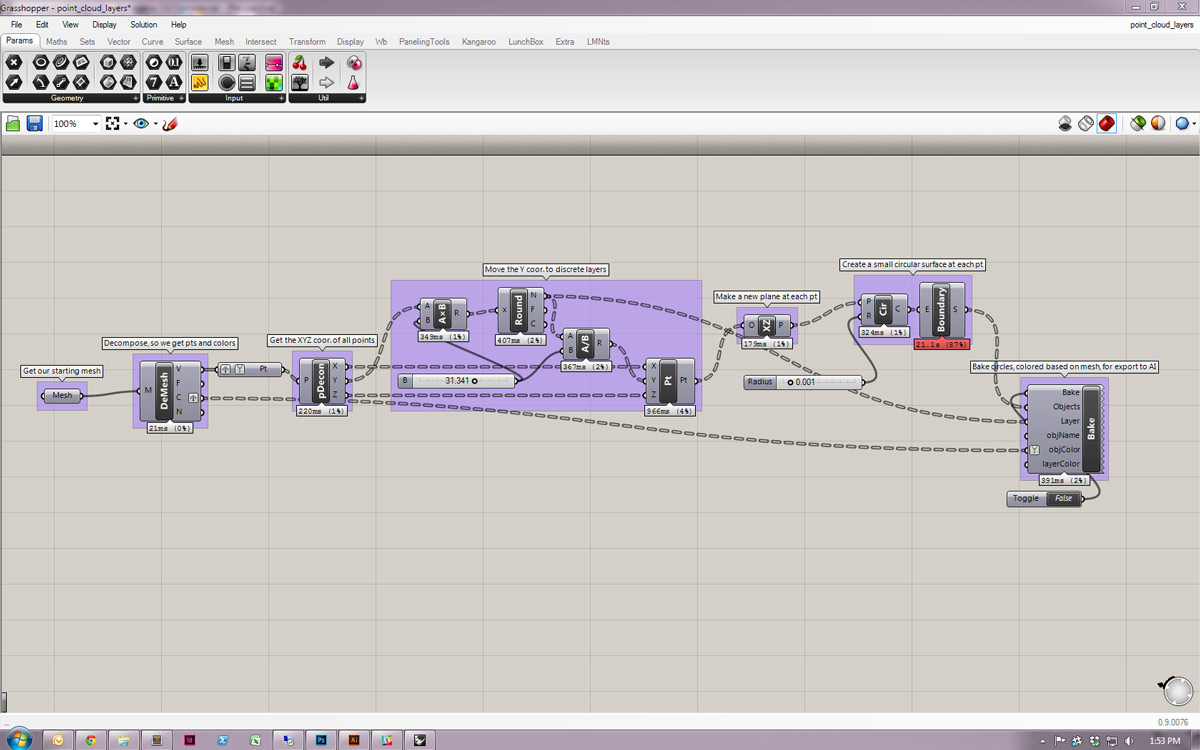 Grasshopper - point_cloud_layers*
File Edit View Display Solution Help
point_cloud_layers
Params Maths Sets Vector Curve Surface Mesh Intersect Transform Display Wb PanelingTools Kangaroo LunchBox Extra LMNts
Geometry Primitive Input Util
100%
Create a small circular surface at each pt
Move the Y coor. to discrete layers
Make a new plane at each pt
Decompose, so we get pts and colors
Get the XYZ coor. of all points
Get our starting mesh
Bake circles, colored based on mesh, for export to AI
Mesh
M DeMesh V F C N
21ms (0%)
Pt
P pDecon X Y Z
220ms (1%)
A B A×B R
349ms (1%)
x Round N F C
407ms (2%)
A B A/B R
367ms (2%)
B 31.341
X Y Z Pt Pt
966ms (4%)
O XZ P
179ms (1%)
Radius 0.001
P R Cir C
324ms (1%)
E Boundary S
21.1s (87%)
Bake
Objects
Layer
objName
objColor
layerColor
Bake
391ms (2%)
Toggle False
0.9.0076
1:53 PM